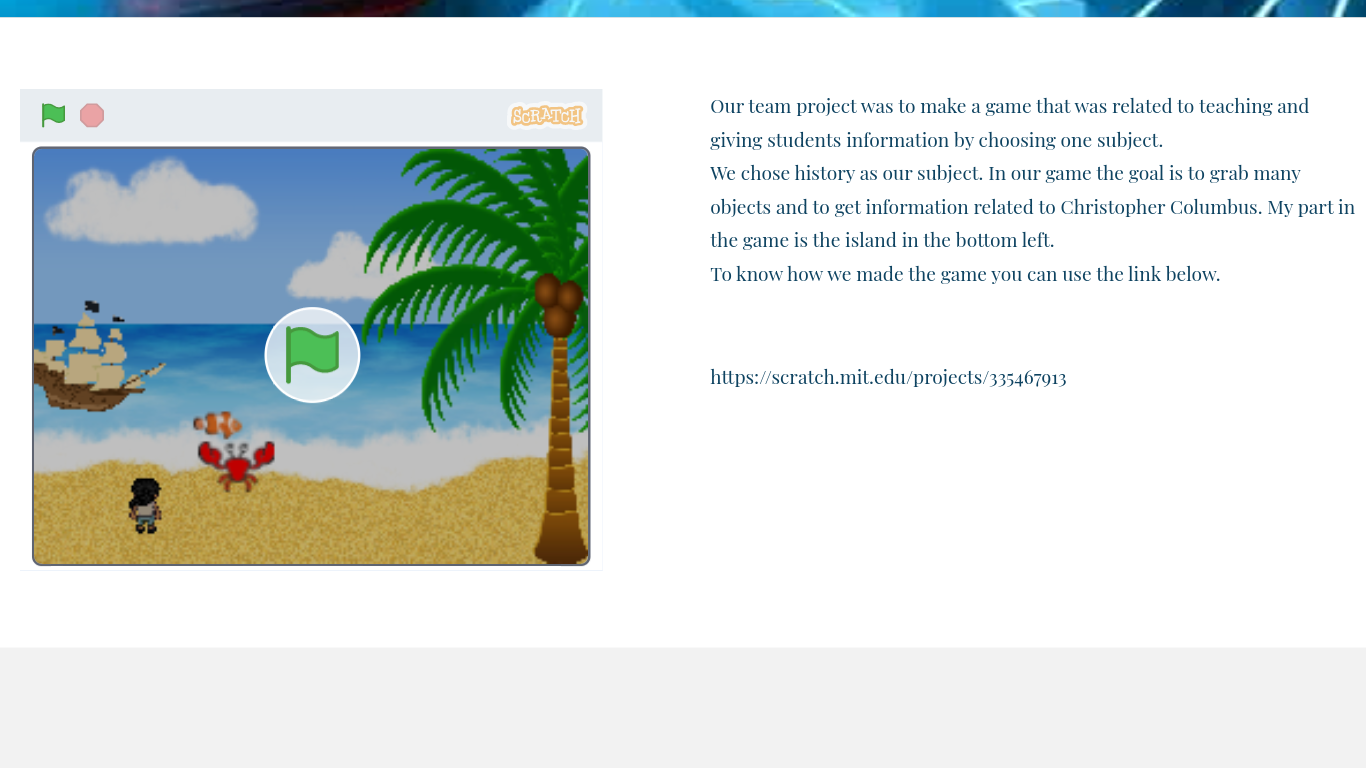 SCRATCH
Our team project was to make a game that was related to teaching and
giving students information by choosing one subject.
We chose history as our subject. In our game the goal is to grab many
objects and to get information related to Christopher Columbus. My part in
the game is the island in the bottom left.
To know how we made the game you can use the link below.
https://scratch.mit.edu/projects/335467913